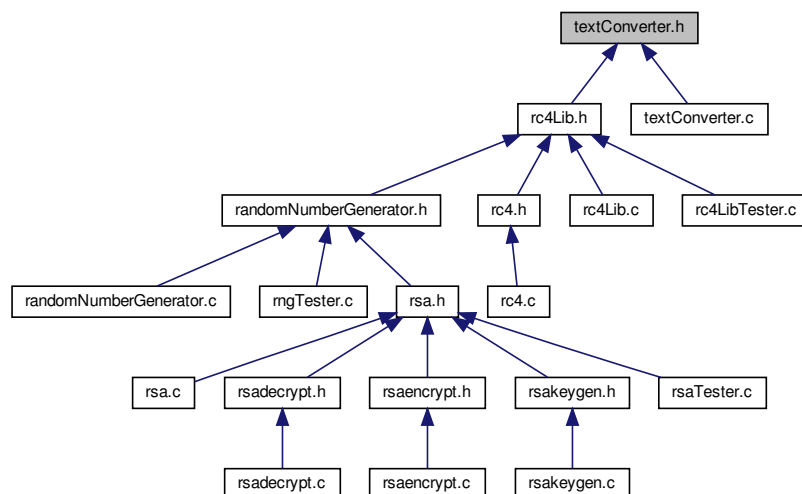 textConverter.h
rc4Lib.h
textConverter.c
randomNumberGenerator.h
rc4.h
rc4Lib.c
rc4LibTester.c
randomNumberGenerator.c
rngTester.c
rsa.h
rc4.c
rsa.c
rsadecrypt.h
rsaencrypt.h
rsakeygen.h
rsaTester.c
rsadecrypt.c
rsaencrypt.c
rsakeygen.c